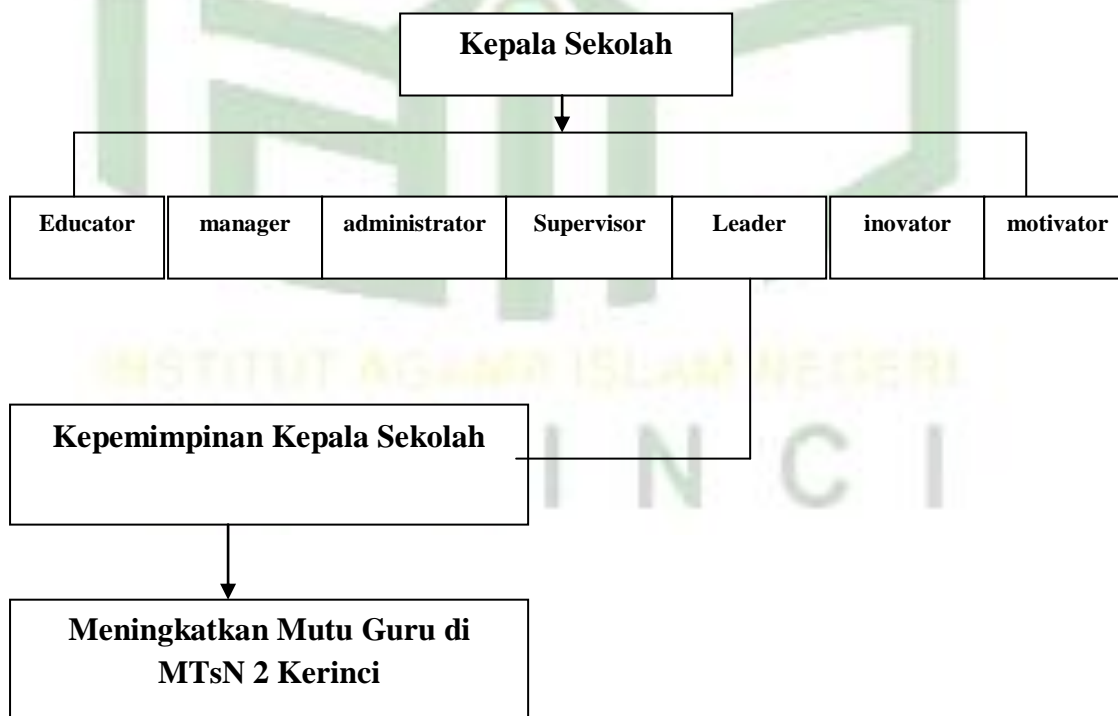 Kepala Sekolah
Educator
manager
administrator
Supervisor
Leader
inovator
motivator
INSTITUT AGAMA ISLAM NEGERI
I N C I
Kepemimpinan Kepala Sekolah
Meningkatkan Mutu Guru di
MTsN 2 Kerinci